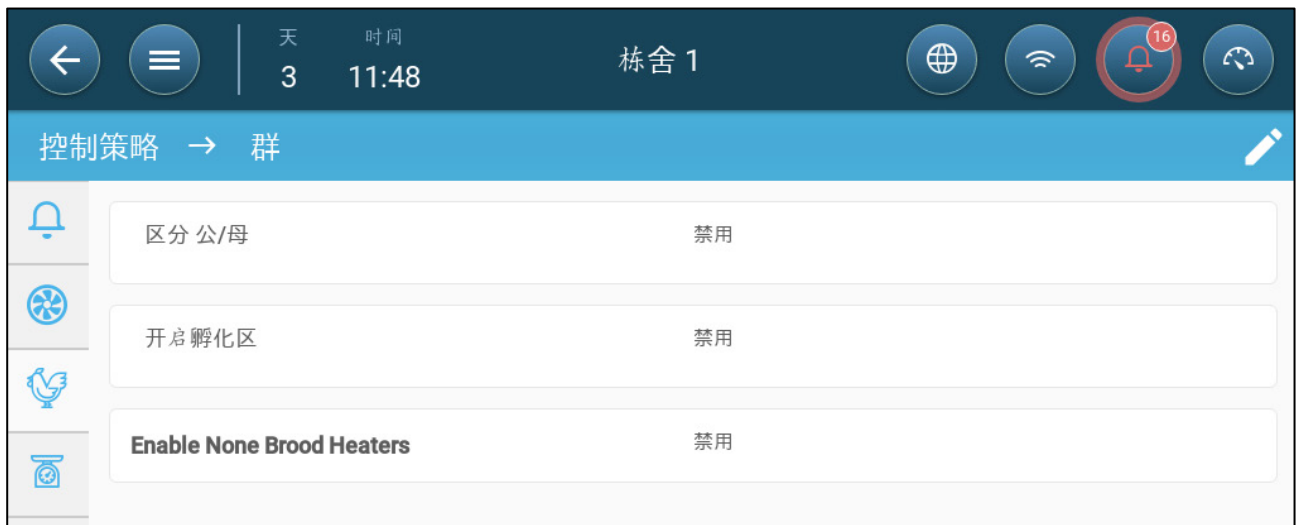 天 时间
3 11:48 栋舍 1 16
控制策略 → 群
区分 公/母 禁用
开启孵化区 禁用
Enable None Brood Heaters 禁用